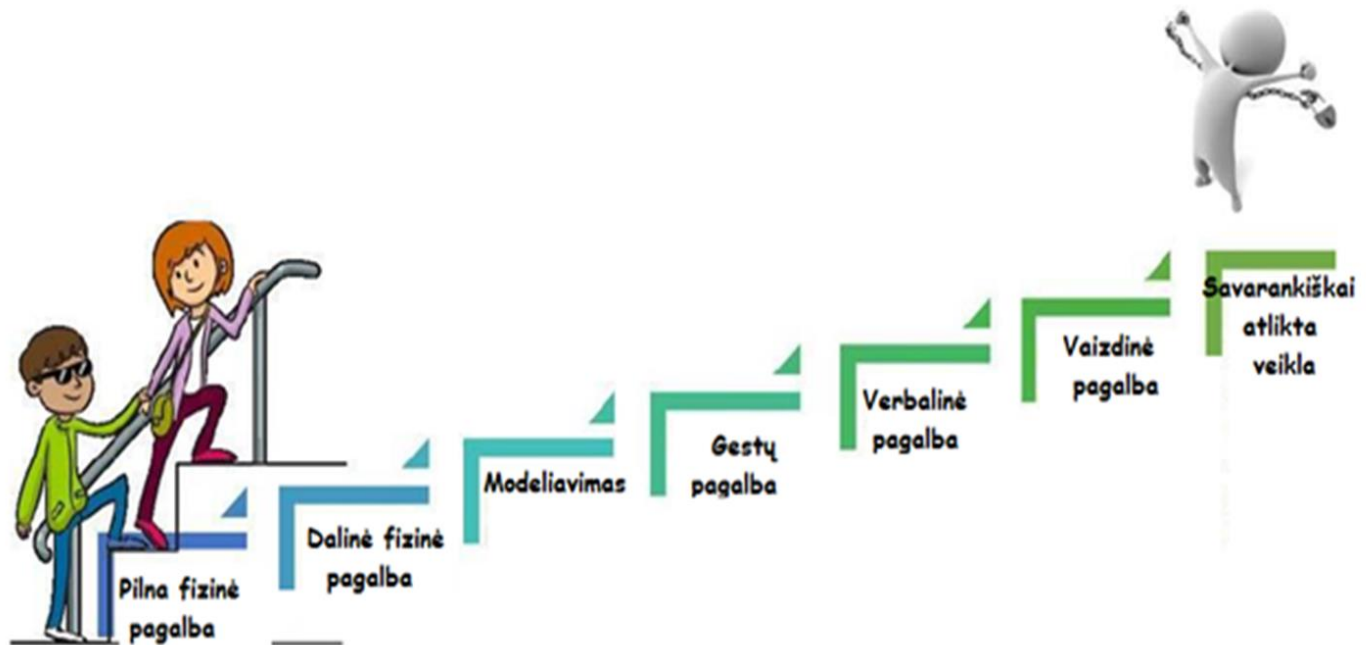 Pilna fizinė
pagalba
Dalinė fizinė
pagalba
Modeliavimas
Gestų
pagalba
Verbalinė
pagalba
Vaizdinė
pagalba
Savarankiškai
atlikta
veikla